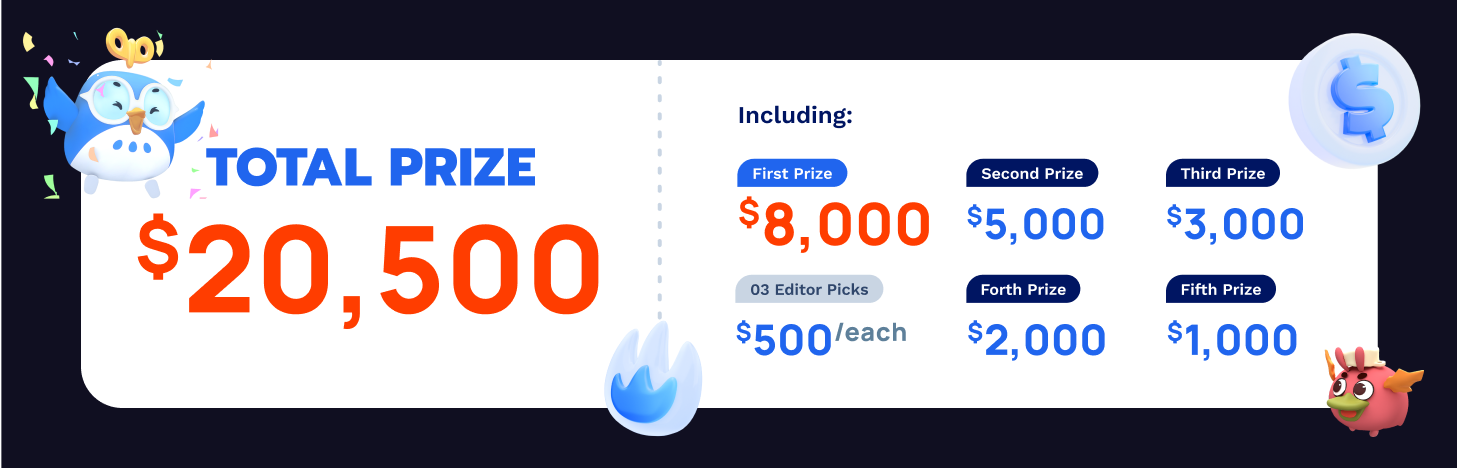 TOTAL PRIZE
$20,500
Including:
First Prize
$8,000
Second Prize
$5,000
Third Prize
$3,000
03 Editor Picks
$500/each
Forth Prize
$2,000
Fifth Prize
$1,000
$